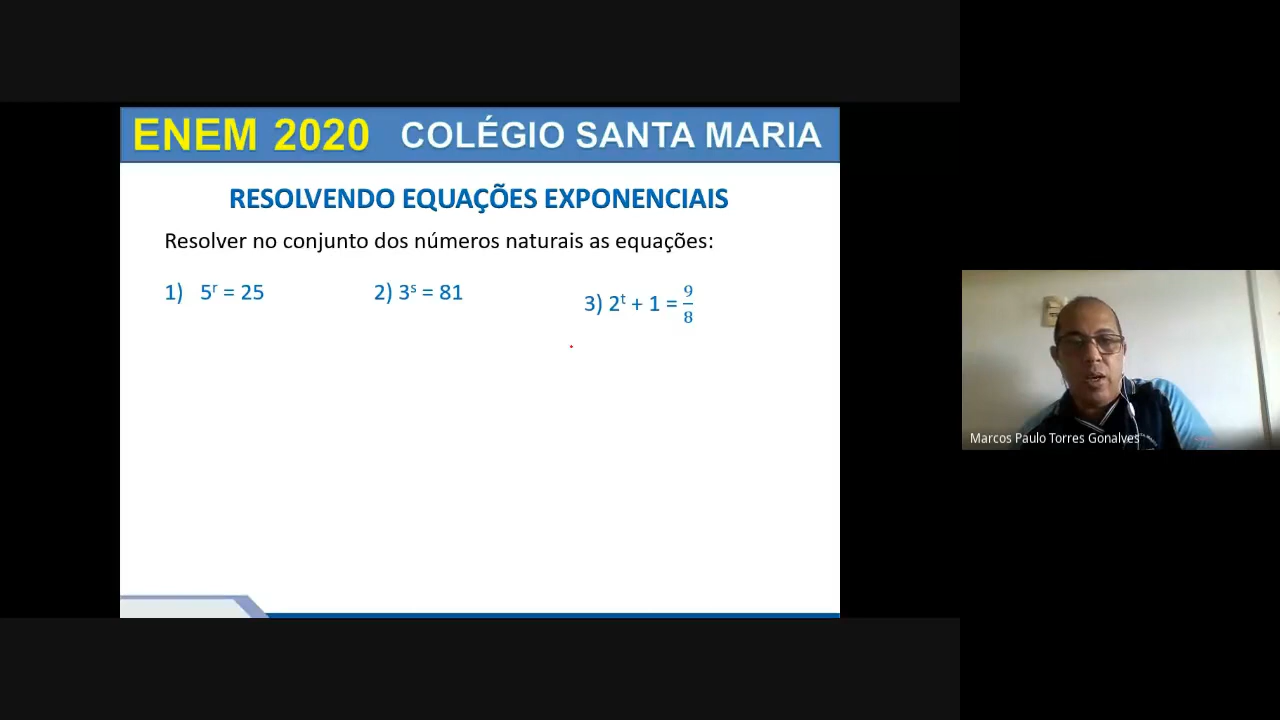 ENEM 2020 COLÉGIO SANTA MARIA
RESOLVENDO EQUAÇÕES EXPONENCIAIS
Resolver no conjunto dos números naturais as equações:
1) 5ʳ = 25 2) 3ˢ = 81 3) 2ᵗ + 1 = 9/8
Marcos Paulo Torres Gonalves